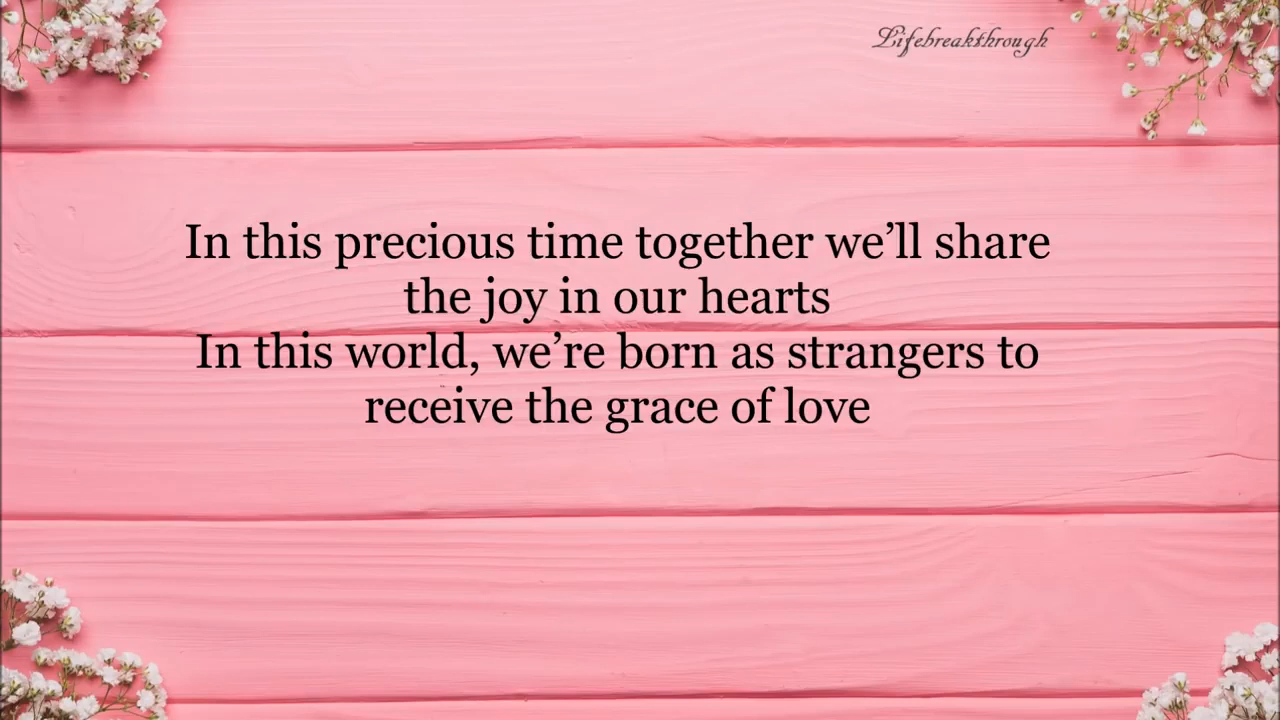 Lifebreakthrough
In this precious time together we’ll share
the joy in our hearts
In this world, we’re born as strangers to
receive the grace of love